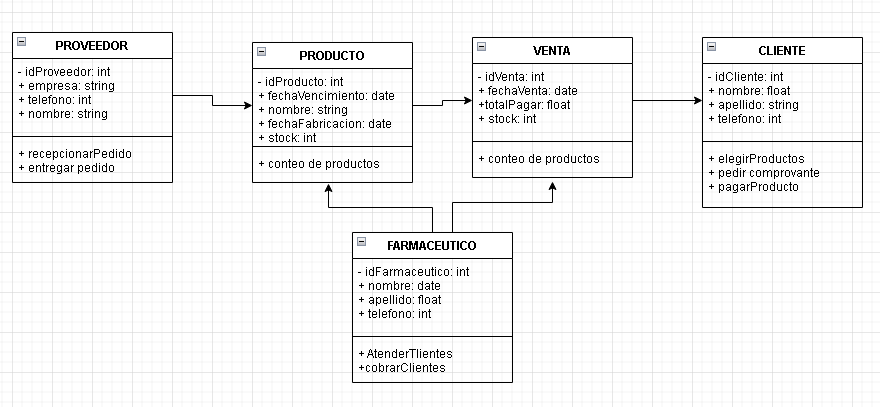 PROVEEDOR
- idProveedor: int
+ empresa: string
+ telefono: int
+ nombre: string
+ recepcionarPedido
+ entregar pedido
PRODUCTO
- idProducto: int
+ fechaVencimiento: date
+ nombre: string
+ fechaFabricacion: date
+ stock: int
+ conteo de productos
VENTA
- idVenta: int
+ fechaVenta: date
+totalPagar: float
+ stock: int
+ conteo de productos
CLIENTE
- idCliente: int
+ nombre: float
+ apellido: string
+ telefono: int
+ elegirProductos
+ pedir comprovante
+ pagarProducto
FARMACEUTICO
- idFarmaceutico: int
+ nombre: date
+ apellido: float
+ telefono: int
+ AtenderTlientes
+cobrarClientes